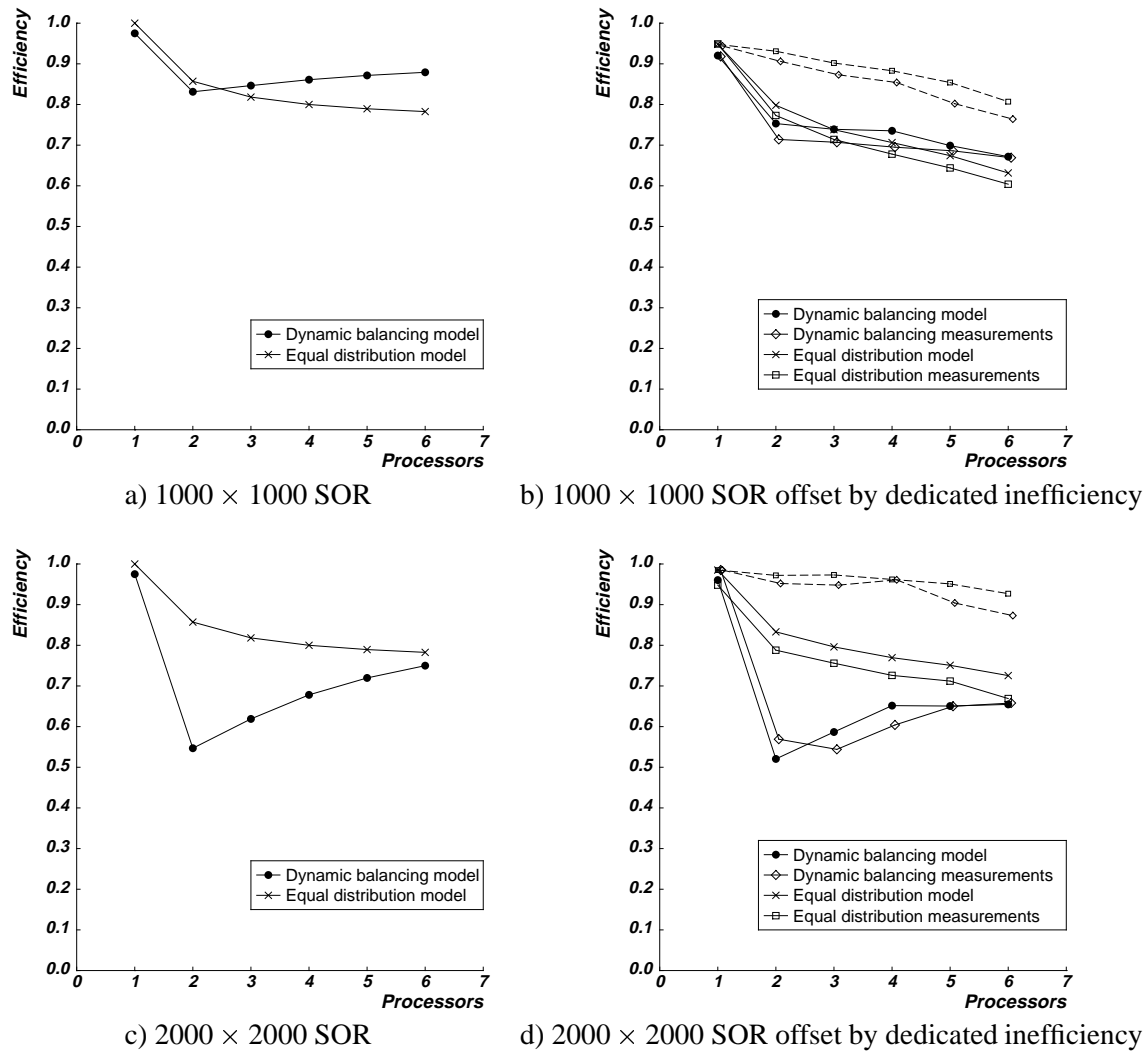 Efficiency
1.0
0.9
0.8
0.7
0.6
0.5
0.4
0.3
0.2
0.1
0.0
0 1 2 3 4 5 6 7
Processors
Dynamic balancing model
Equal distribution model
a) 1000 × 1000 SOR
Efficiency
1.0
0.9
0.8
0.7
0.6
0.5
0.4
0.3
0.2
0.1
0.0
0 1 2 3 4 5 6 7
Processors
Dynamic balancing model
Dynamic balancing measurements
Equal distribution model
Equal distribution measurements
b) 1000 × 1000 SOR offset by dedicated inefficiency
Efficiency
1.0
0.9
0.8
0.7
0.6
0.5
0.4
0.3
0.2
0.1
0.0
0 1 2 3 4 5 6 7
Processors
Dynamic balancing model
Equal distribution model
c) 2000 × 2000 SOR
Efficiency
1.0
0.9
0.8
0.7
0.6
0.5
0.4
0.3
0.2
0.1
0.0
0 1 2 3 4 5 6 7
Processors
Dynamic balancing model
Dynamic balancing measurements
Equal distribution model
Equal distribution measurements
d) 2000 × 2000 SOR offset by dedicated inefficiency